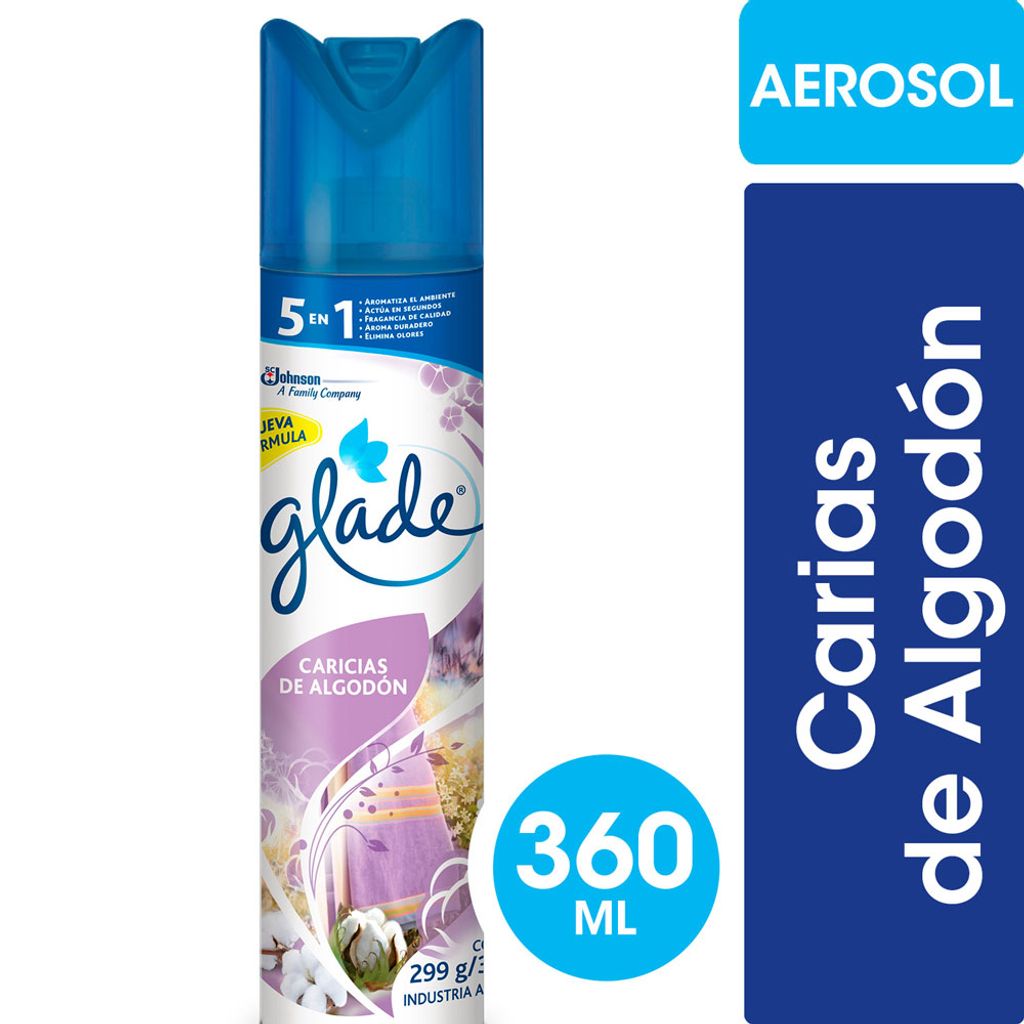 AEROSOL
5 EN 1
• AROMATIZA EL AMBIENTE
• ACTÚA EN SEGUNDOS
• FRAGANCIA DE CALIDAD
• AROMA DURADERO
• ELIMINA OLORES
SC Johnson
A Family Company
glade®
CARICIAS
DE ALGODÓN
299 g/
INDUSTRIA
360
ML
Carias
de Algodón